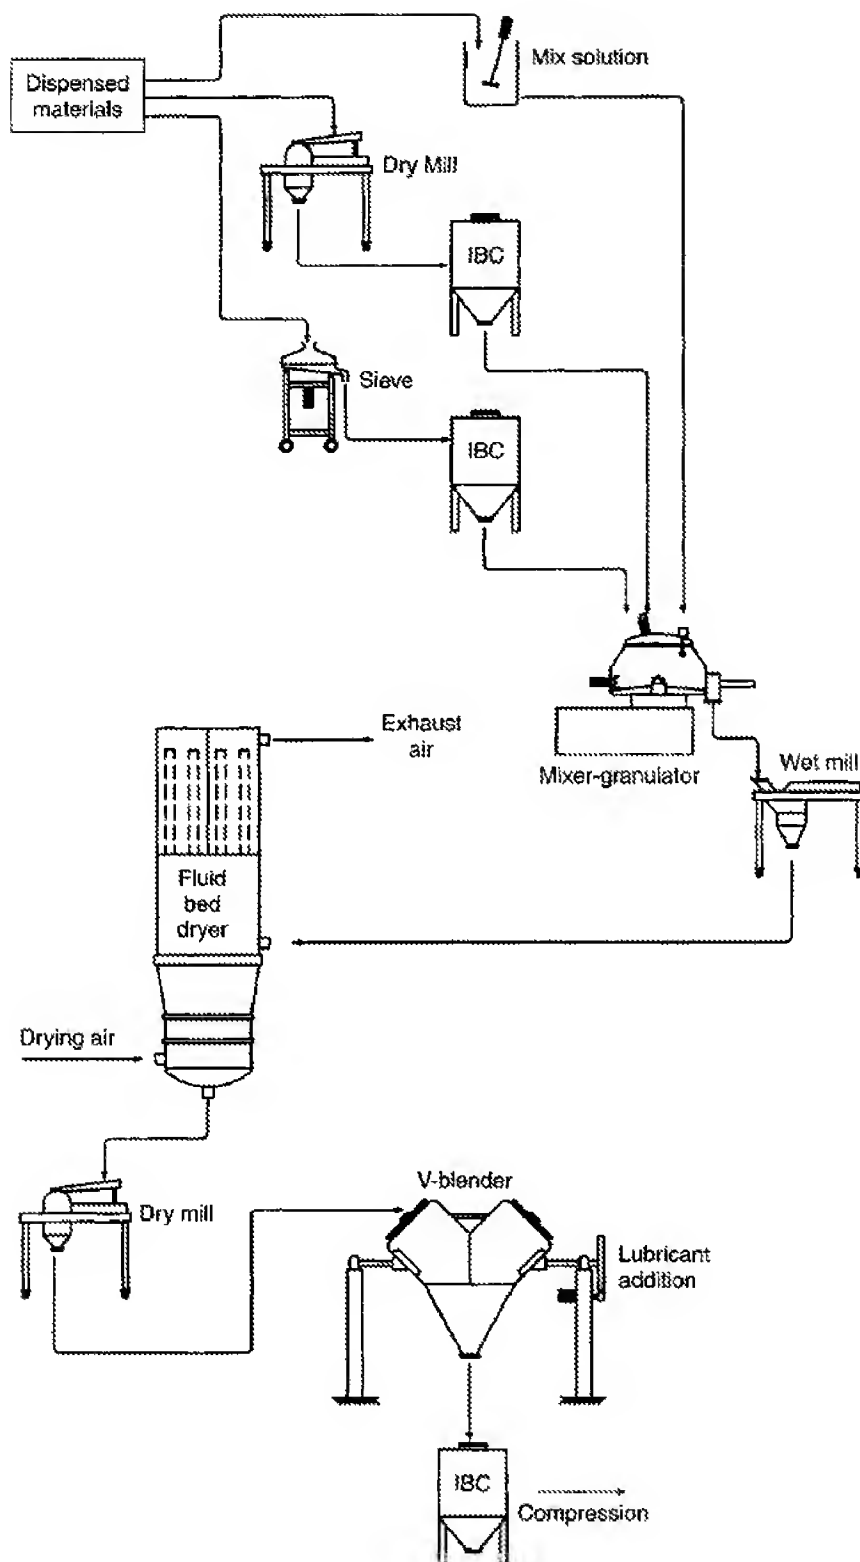 Dispensed
materials
Mix solution
Dry Mill
IBC
Sieve
IBC
Mixer-granulator
Wet mill
Exhaust
air
Fluid
bed
dryer
Drying air
Dry mill
V-blender
Lubricant
addition
IBC
Compression